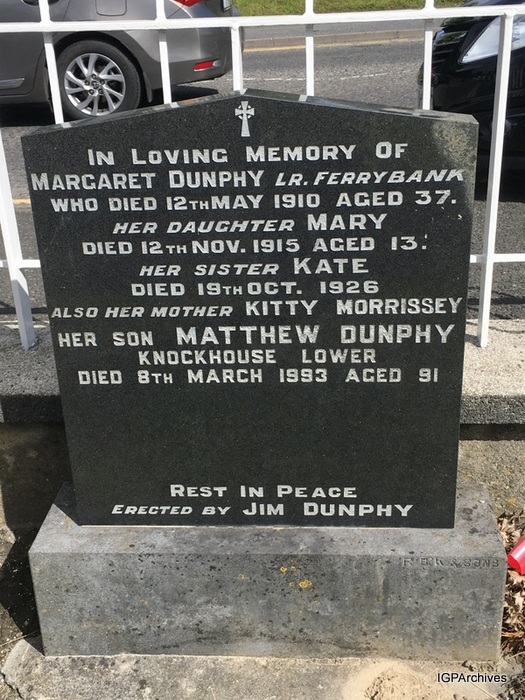 IN LOVING MEMORY OF
MARGARET DUNPHY LR. FERRYBANK
WHO DIED 12TH MAY 1910 AGED 37.
HER DAUGHTER MARY
DIED 12TH NOV. 1915 AGED 13.
HER SISTER KATE
DIED 19TH OCT. 1926
ALSO HER MOTHER KITTY MORRISSEY
HER SON MATTHEW DUNPHY
KNOCKHOUSE LOWER
DIED 8TH MARCH 1993 AGED 91
REST IN PEACE
ERECTED BY JIM DUNPHY
& SONS
IGPArchives